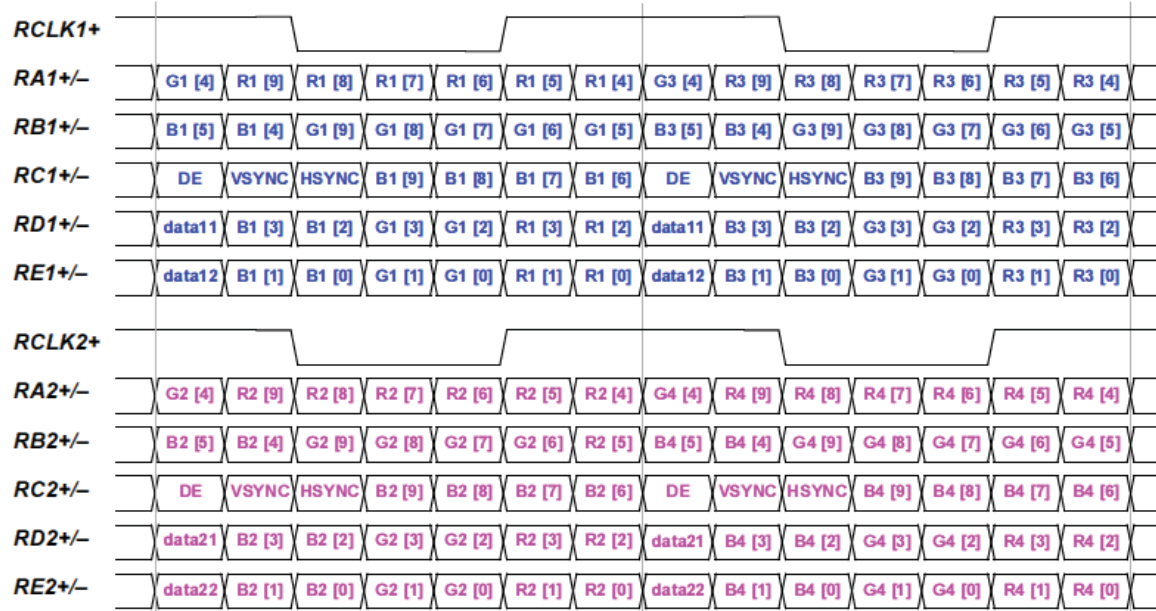 RCLK1+
RA1+/– G1 [4] R1 [9] R1 [8] R1 [7] R1 [6] R1 [5] R1 [4] G3 [4] R3 [9] R3 [8] R3 [7] R3 [6] R3 [5] R3 [4]
RB1+/– B1 [5] B1 [4] G1 [9] G1 [8] G1 [7] G1 [6] G1 [5] B3 [5] B3 [4] G3 [9] G3 [8] G3 [7] G3 [6] G3 [5]
RC1+/– DE VSYNC HSYNC B1 [9] B1 [8] B1 [7] B1 [6] DE VSYNC HSYNC B3 [9] B3 [8] B3 [7] B3 [6]
RD1+/– data11 B1 [3] B1 [2] G1 [3] G1 [2] R1 [3] R1 [2] data11 B3 [3] B3 [2] G3 [3] G3 [2] R3 [3] R3 [2]
RE1+/– data12 B1 [1] B1 [0] G1 [1] G1 [0] R1 [1] R1 [0] data12 B3 [1] B3 [0] G3 [1] G3 [0] R3 [1] R3 [0]
RCLK2+
RA2+/– G2 [4] R2 [9] R2 [8] R2 [7] R2 [6] R2 [5] R2 [4] G4 [4] R4 [9] R4 [8] R4 [7] R4 [6] R4 [5] R4 [4]
RB2+/– B2 [5] B2 [4] G2 [9] G2 [8] G2 [7] G2 [6] R2 [5] B4 [5] B4 [4] G4 [9] G4 [8] G4 [7] G4 [6] G4 [5]
RC2+/– DE VSYNC HSYNC B2 [9] B2 [8] B2 [7] B2 [6] DE VSYNC HSYNC B4 [9] B4 [8] B4 [7] B4 [6]
RD2+/– data21 B2 [3] B2 [2] G2 [3] G2 [2] R2 [3] R2 [2] data21 B4 [3] B4 [2] G4 [3] G4 [2] R4 [3] R4 [2]
RE2+/– data22 B2 [1] B2 [0] G2 [1] G2 [0] R2 [1] R2 [0] data22 B4 [1] B4 [0] G4 [1] G4 [0] R4 [1] R4 [0]